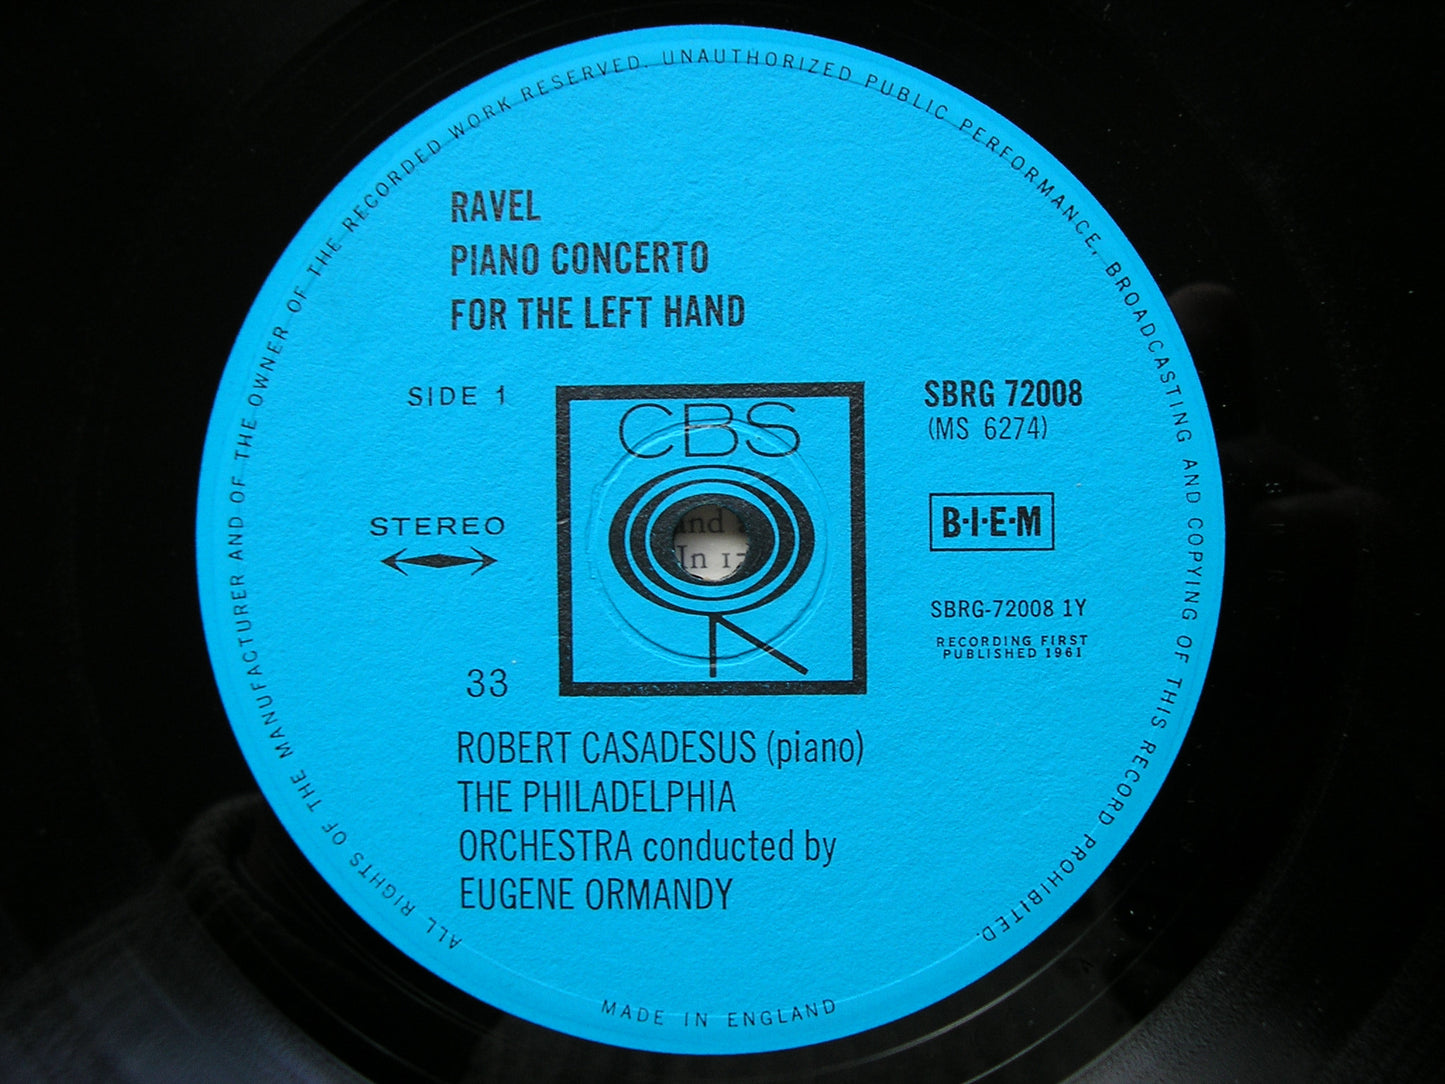 ALL RIGHTS OF THE MANUFACTURER AND OF THE OWNER OF THE RECORDED WORK RESERVED. UNAUTHORIZED PUBLIC PERFORMANCE, BROADCASTING AND COPYING OF THIS RECORD PROHIBITED.
RAVEL
PIANO CONCERTO
FOR THE LEFT HAND
SIDE 1
SBRG 72008
(MS 6274)
CBS
STEREO
B·I·E·M
and
In
SBRG-72008 1Y
RECORDING FIRST
PUBLISHED 1961
33
ROBERT CASADESUS (piano)
THE PHILADELPHIA
ORCHESTRA conducted by
EUGENE ORMANDY
MADE IN ENGLAND